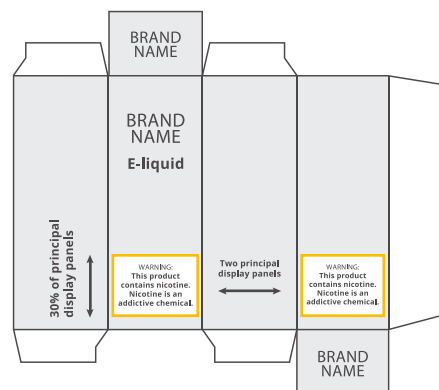 BRAND
NAME
BRAND
NAME
E-liquid
30% of principal
display panels
WARNING:
This product
contains nicotine.
Nicotine is an
addictive chemical.
Two principal
display panels
WARNING:
This product
contains nicotine.
Nicotine is an
addictive chemical.
BRAND
NAME